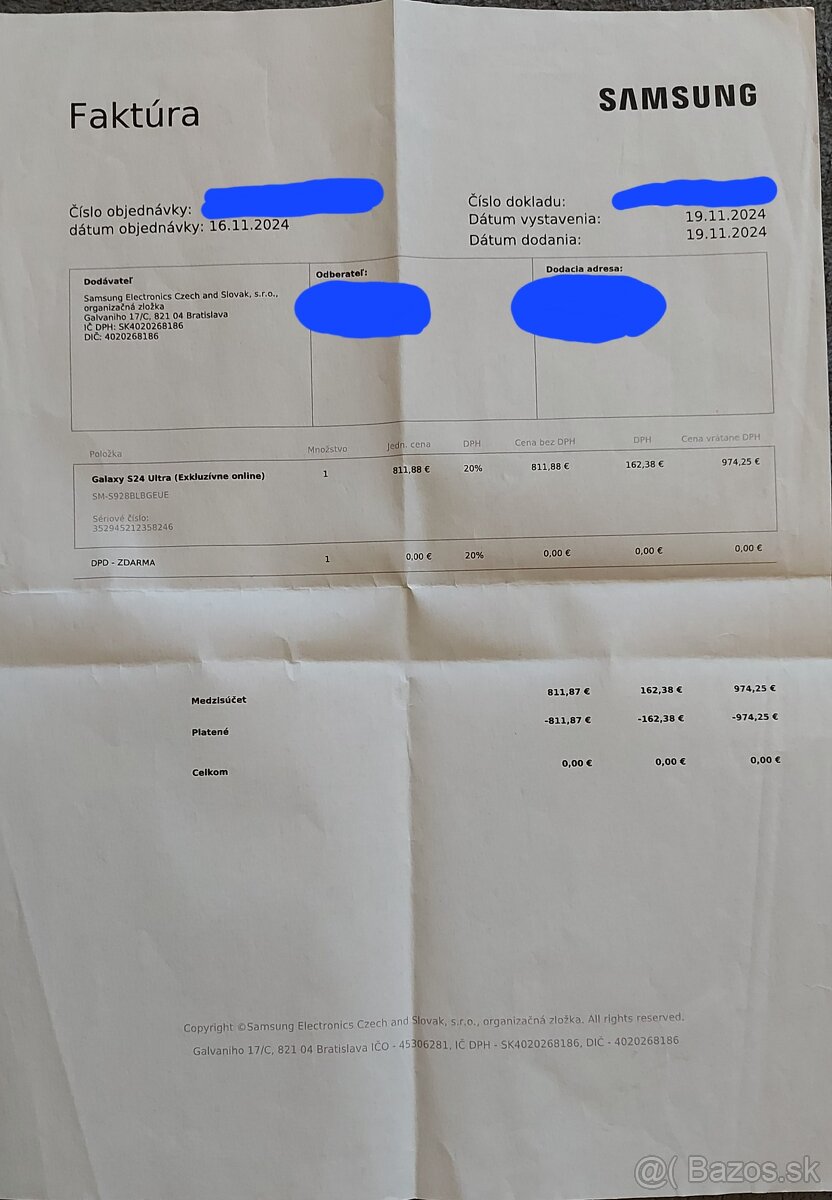 Faktúra
SAMSUNG
Číslo objednávky:
dátum objednávky: 16.11.2024
Číslo dokladu:
Dátum vystavenia: 19.11.2024
Dátum dodania: 19.11.2024
Dodávateľ
Samsung Electronics Czech and Slovak, s.r.o.,
organizačná zložka
Galvaniho 17/C, 821 04 Bratislava
IČ DPH: SK4020268186
DIČ: 4020268186
Odberateľ:
Dodacia adresa:
Položka Množstvo Jedn. cena DPH Cena bez DPH DPH Cena vrátane DPH
Galaxy S24 Ultra (Exkluzívne online) 1 811,88 € 20% 811,88 € 162,38 € 974,25 €
SM-S928BLBGEUE
Sériové číslo:
352945212358246
DPD - ZDARMA 1 0,00 € 20% 0,00 € 0,00 € 0,00 €
Medzisúčet 811,87 € 162,38 € 974,25 €
Platené -811,87 € -162,38 € -974,25 €
Celkom 0,00 € 0,00 € 0,00 €
Copyright ©Samsung Electronics Czech and Slovak, s.r.o., organizačná zložka. All rights reserved.
Galvaniho 17/C, 821 04 Bratislava IČO - 45306281, IČ DPH - SK4020268186, DIČ - 4020268186
@( Bazos.sk